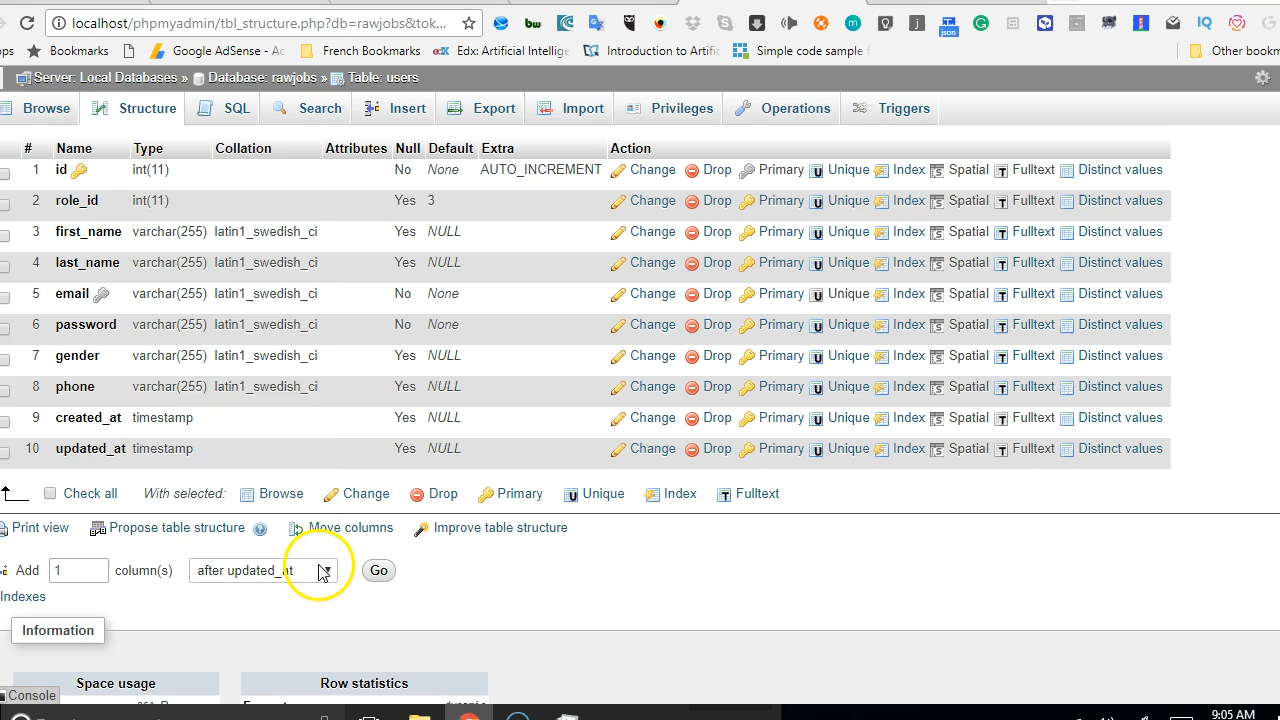 localhost/phpmyadmin/tbl_structure.php?db=rawjobs&tok...
Bookmarks Google AdSense - Ac French Bookmarks Edx: Artificial Intellige Introduction to Artific Simple code sample Other bookm
Server: Local Databases » Database: rawjobs » Table: users
Browse Structure SQL Search Insert Export Import Privileges Operations Triggers
# Name Type Collation Attributes Null Default Extra Action
1 id int(11) No None AUTO_INCREMENT Change Drop Primary Unique Index Spatial Fulltext Distinct values
2 role_id int(11) Yes 3 Change Drop Primary Unique Index Spatial Fulltext Distinct values
3 first_name varchar(255) latin1_swedish_ci Yes NULL Change Drop Primary Unique Index Spatial Fulltext Distinct values
4 last_name varchar(255) latin1_swedish_ci Yes NULL Change Drop Primary Unique Index Spatial Fulltext Distinct values
5 email varchar(255) latin1_swedish_ci No None Change Drop Primary Unique Index Spatial Fulltext Distinct values
6 password varchar(255) latin1_swedish_ci No None Change Drop Primary Unique Index Spatial Fulltext Distinct values
7 gender varchar(255) latin1_swedish_ci Yes NULL Change Drop Primary Unique Index Spatial Fulltext Distinct values
8 phone varchar(255) latin1_swedish_ci Yes NULL Change Drop Primary Unique Index Spatial Fulltext Distinct values
9 created_at timestamp Yes NULL Change Drop Primary Unique Index Spatial Fulltext Distinct values
10 updated_at timestamp Yes NULL Change Drop Primary Unique Index Spatial Fulltext Distinct values
Check all With selected: Browse Change Drop Primary Unique Index Fulltext
Print view Propose table structure Move columns Improve table structure
Add 1 column(s) after updated_at Go
Indexes
Information
Space usage Row statistics
Console
9:05 AM